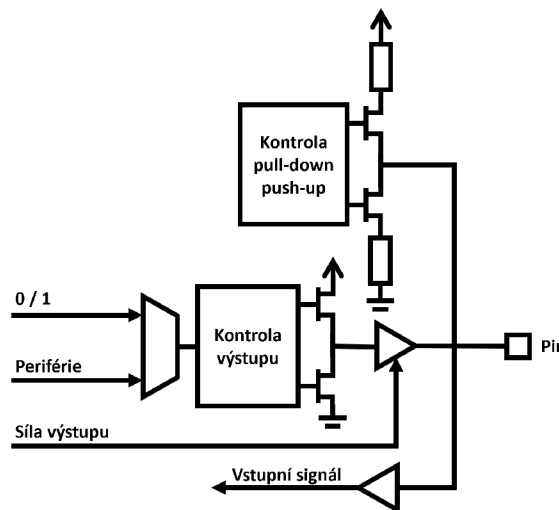 Kontrola
pull-down
push-up
0 / 1
Kontrola
výstupu
Periférie
Pin
Síla výstupu
Vstupní signál